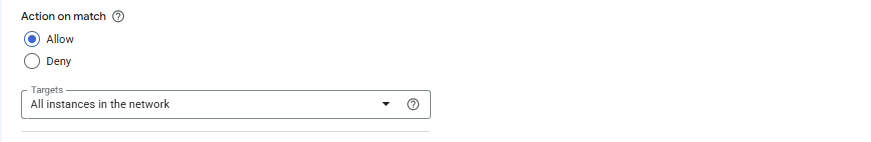 Action on match
Allow
Deny
Targets
All instances in the network